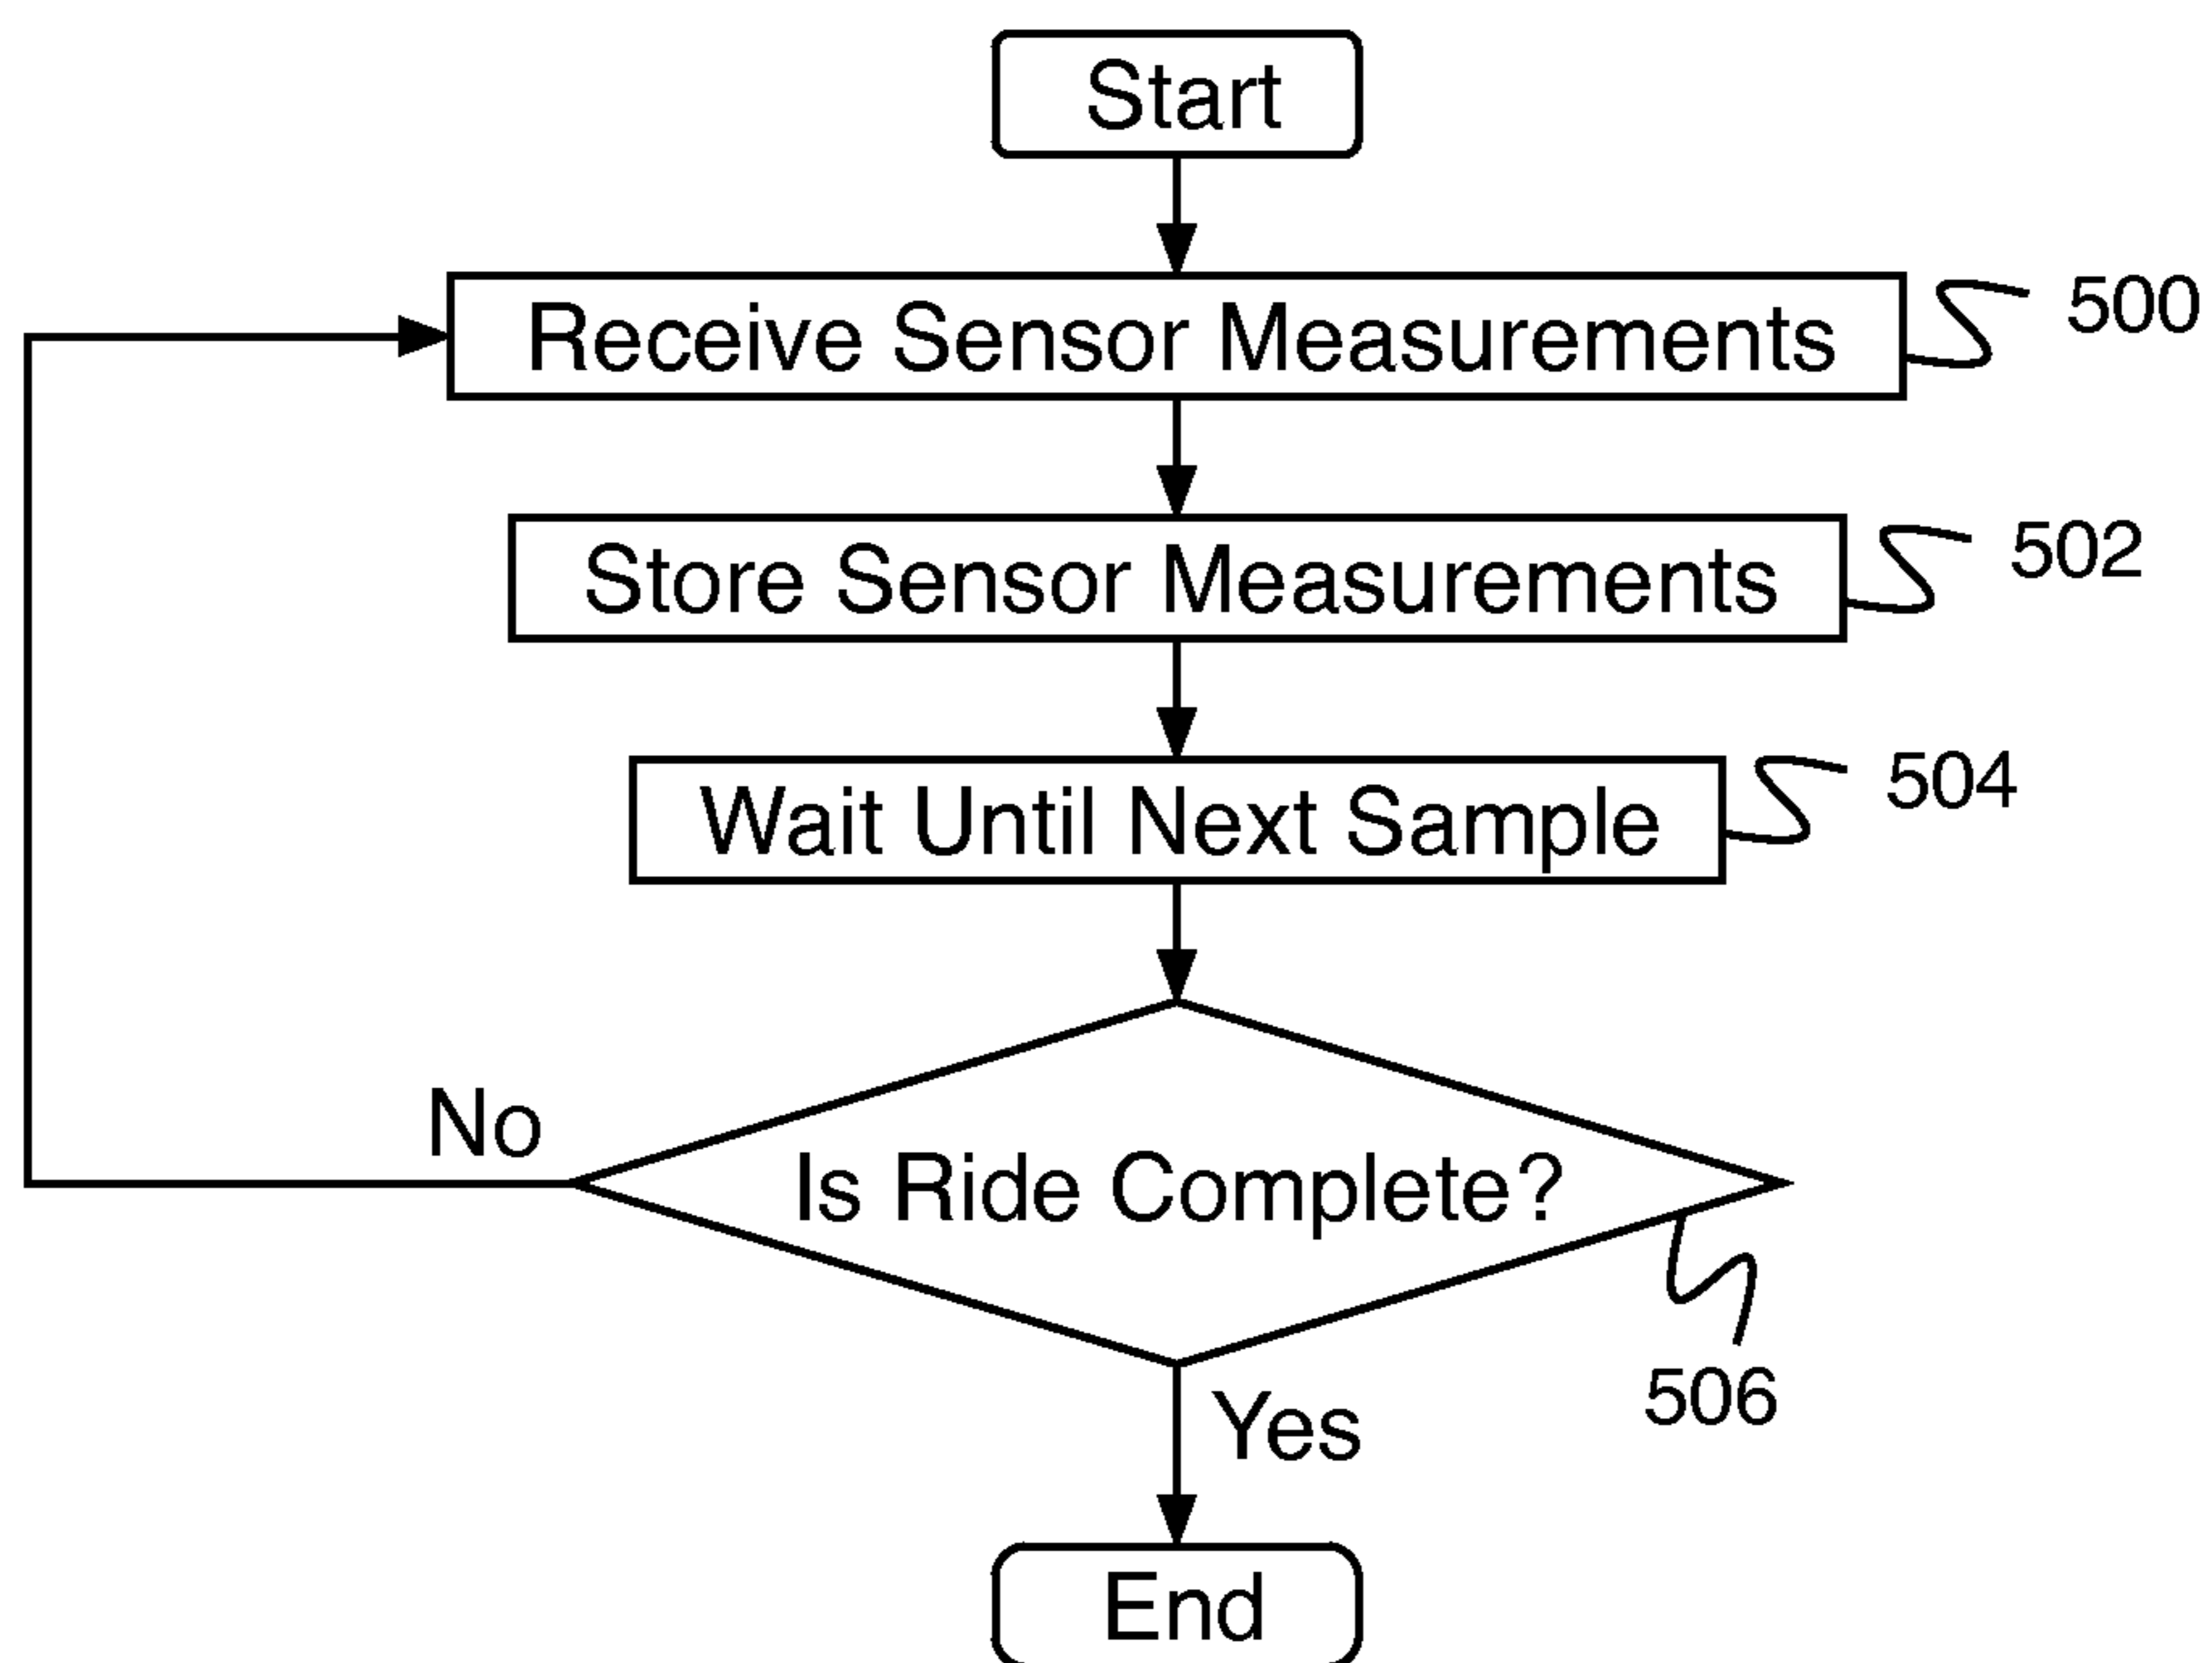 Start
Receive Sensor Measurements
500
Store Sensor Measurements
502
Wait Until Next Sample
504
No
Is Ride Complete?
506
Yes
End